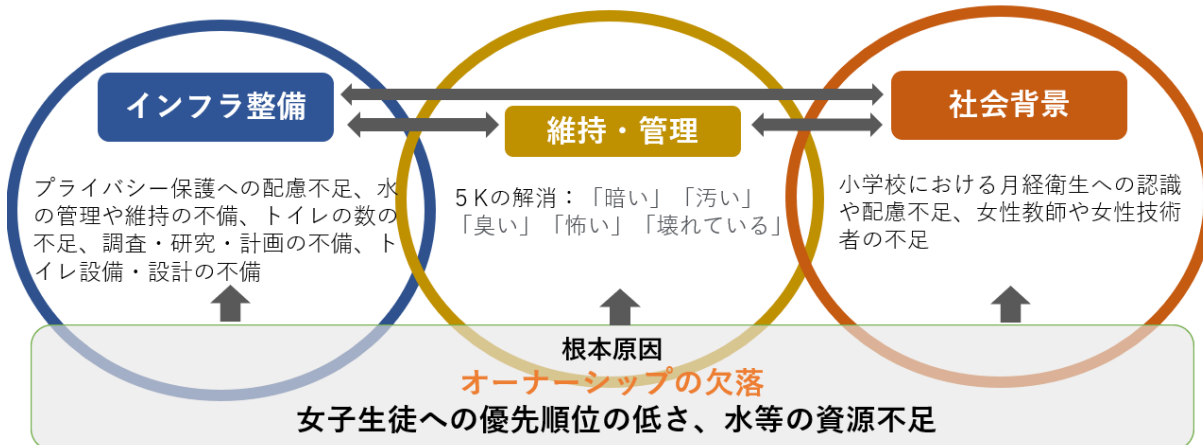 インフラ整備
維持・管理
社会背景
プライバシー保護への配慮不足、水
の管理や維持の不備、トイレの数の
不足、調査・研究・計画の不備、ト
イレ設備・設計の不備
5Kの解消：「暗い」「汚い」
「臭い」「怖い」「壊れている」
小学校における月経衛生への認識
や配慮不足、女性教師や女性技術
者の不足
根本原因
オーナーシップの欠落
女子生徒への優先順位の低さ、水等の資源不足